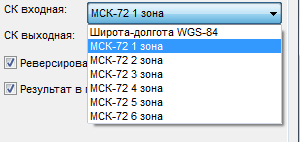 СК входная: МСК-72 1 зона
СК выходная: Широта-долгота WGS-84
МСК-72 1 зона
МСК-72 2 зона
МСК-72 3 зона
МСК-72 4 зона
МСК-72 5 зона
МСК-72 6 зона
Результат в